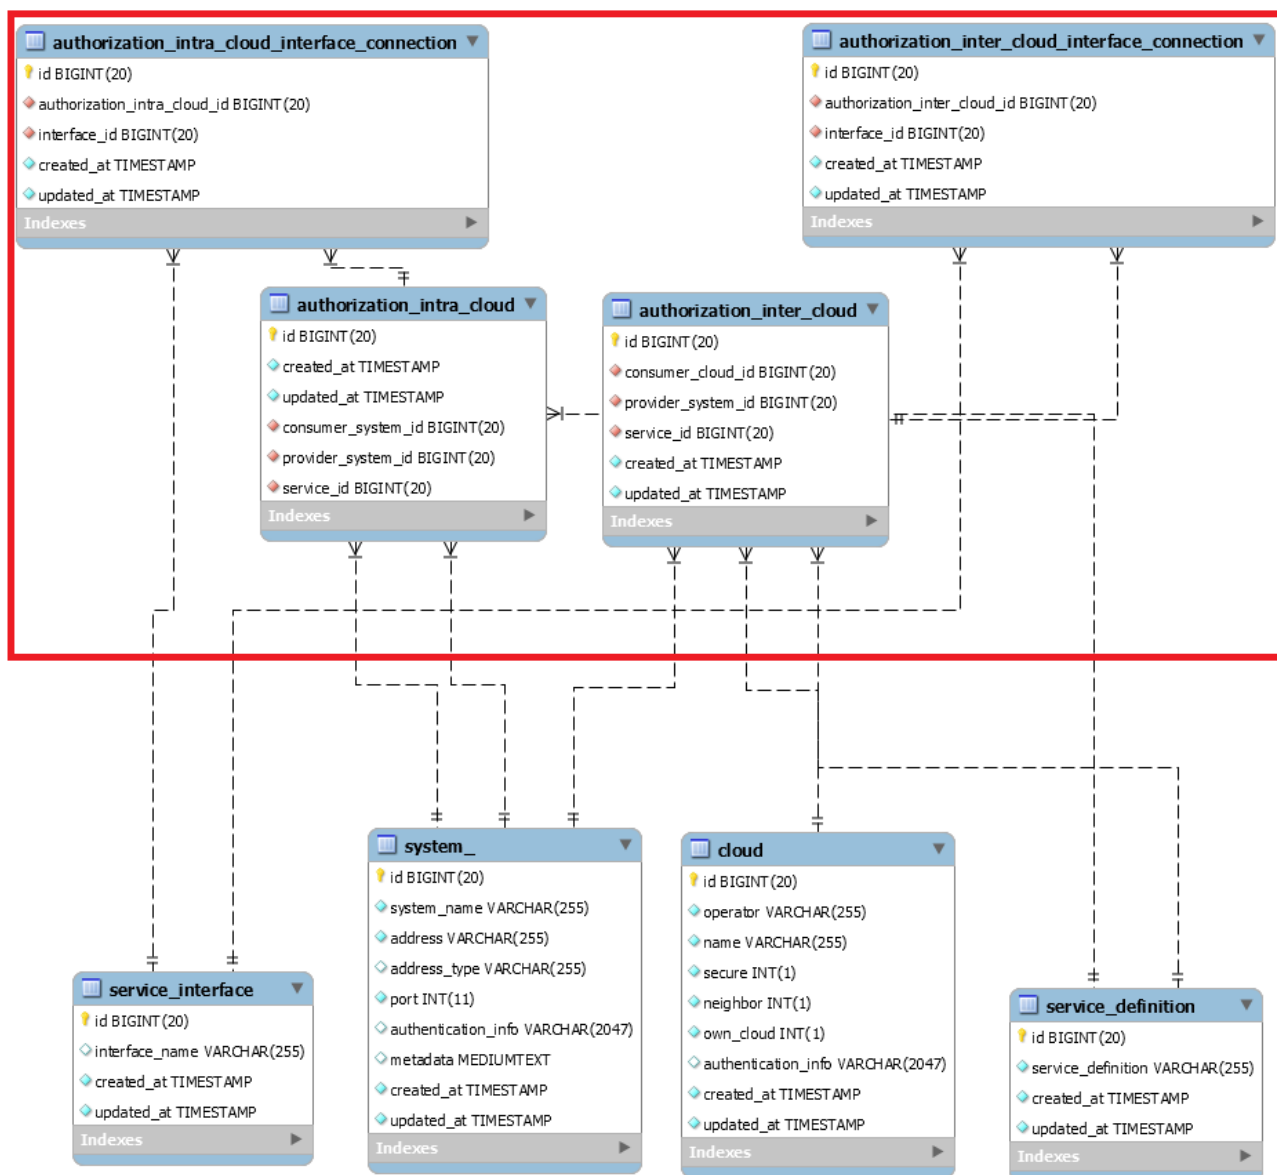 authorization_intra_cloud_interface_connection
id BIGINT(20)
authorization_intra_cloud_id BIGINT(20)
interface_id BIGINT(20)
created_at TIMESTAMP
updated_at TIMESTAMP
Indexes
authorization_inter_cloud_interface_connection
id BIGINT(20)
authorization_inter_cloud_id BIGINT(20)
interface_id BIGINT(20)
created_at TIMESTAMP
updated_at TIMESTAMP
Indexes
authorization_intra_cloud
id BIGINT(20)
created_at TIMESTAMP
updated_at TIMESTAMP
consumer_system_id BIGINT(20)
provider_system_id BIGINT(20)
service_id BIGINT(20)
Indexes
authorization_inter_cloud
id BIGINT(20)
consumer_cloud_id BIGINT(20)
provider_system_id BIGINT(20)
service_id BIGINT(20)
created_at TIMESTAMP
updated_at TIMESTAMP
Indexes
service_interface
id BIGINT(20)
interface_name VARCHAR(255)
created_at TIMESTAMP
updated_at TIMESTAMP
Indexes
system_
id BIGINT(20)
system_name VARCHAR(255)
address VARCHAR(255)
address_type VARCHAR(255)
port INT(11)
authentication_info VARCHAR(2047)
metadata MEDIUMTEXT
created_at TIMESTAMP
updated_at TIMESTAMP
Indexes
cloud
id BIGINT(20)
operator VARCHAR(255)
name VARCHAR(255)
secure INT(1)
neighbor INT(1)
own_cloud INT(1)
authentication_info VARCHAR(2047)
created_at TIMESTAMP
updated_at TIMESTAMP
Indexes
service_definition
id BIGINT(20)
service_definition VARCHAR(255)
created_at TIMESTAMP
updated_at TIMESTAMP
Indexes